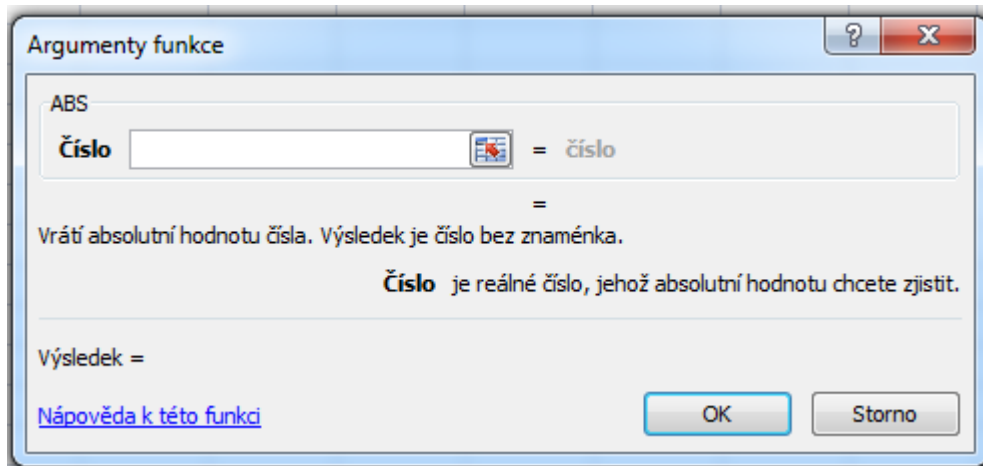 Argumenty funkce
ABS
Číslo = číslo
=
Vrátí absolutní hodnotu čísla. Výsledek je číslo bez znaménka.
Číslo je reálné číslo, jehož absolutní hodnotu chcete zjistit.
Výsledek =
Nápověda k této funkci OK Storno